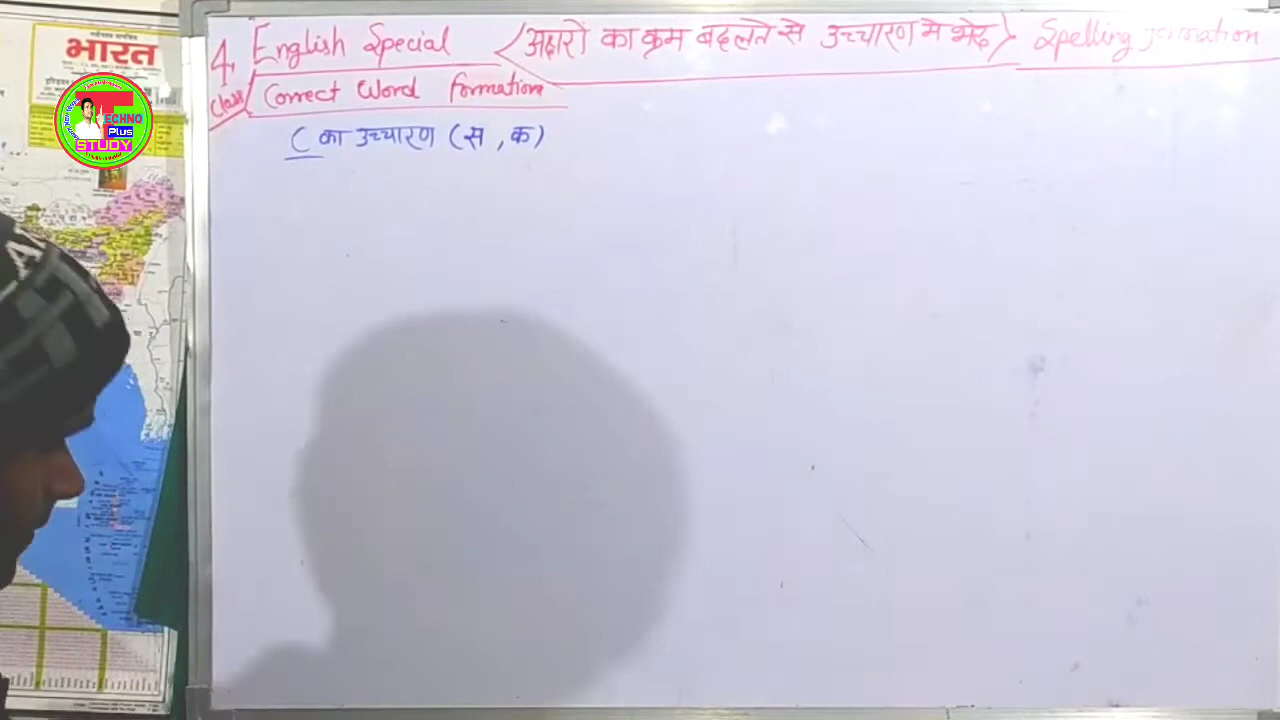 भारत
TECHNO
Plus
STUDY
4. English Special (अक्षरों का क्रम बदलते से उच्चारण मे भेद) Spelling formation
class Correct Word Formation
C का उच्चारण (स, क)